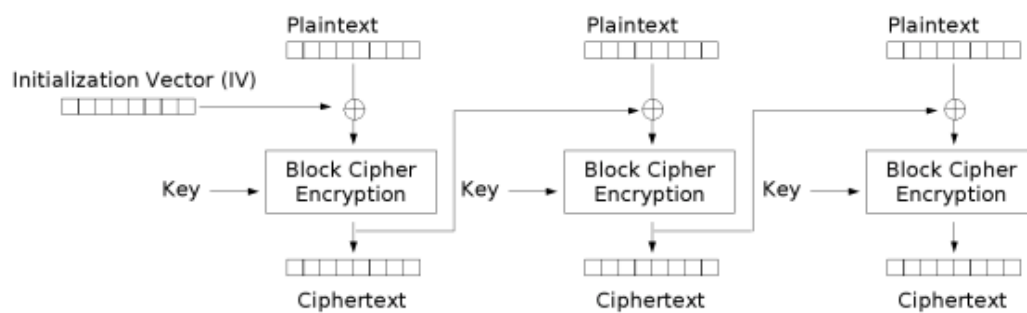 Plaintext
Plaintext
Plaintext
Initialization Vector (IV)
Key
Block Cipher
Encryption
Key
Block Cipher
Encryption
Key
Block Cipher
Encryption
Ciphertext
Ciphertext
Ciphertext